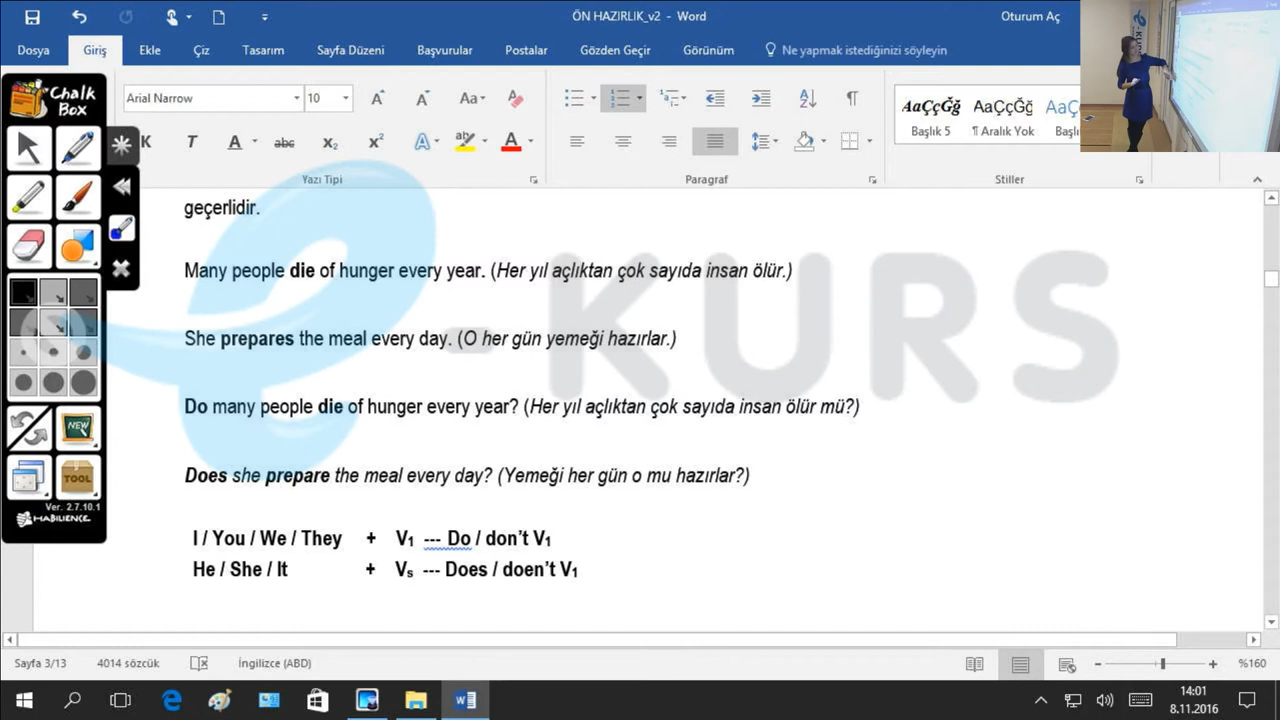 ÖN HAZIRLIK_v2 - Word
Oturum Aç
Dosya Giriş Ekle Çiz Tasarım Sayfa Düzeni Başvurular Postalar Gözden Geçir Görünüm Ne yapmak istediğinizi söyleyin
Chalk Box
Arial Narrow 10 Aa
AaÇçĞğ AaÇçĞğ AaÇç
K T A abc x₂ x² A ab A
Başlık 5 ¶ Aralık Yok Başlı
Yazı Tipi Paragraf Stiller
geçerlidir.
Many people die of hunger every year. (Her yıl açlıktan çok sayıda insan ölür.)
She prepares the meal every day. (O her gün yemeği hazırlar.)
Do many people die of hunger every year? (Her yıl açlıktan çok sayıda insan ölür mü?)
Does she prepare the meal every day? (Yemeği her gün o mu hazırlar?)
I / You / We / They + V₁ --- Do / don't V₁
He / She / It + Vₛ --- Does / doen't V₁
e-KURS
NEW
TOOL
Ver. 2.7.10.1
HABILIENCE
Sayfa 3/13 4014 sözcük İngilizce (ABD) %160
14:01
8.11.2016